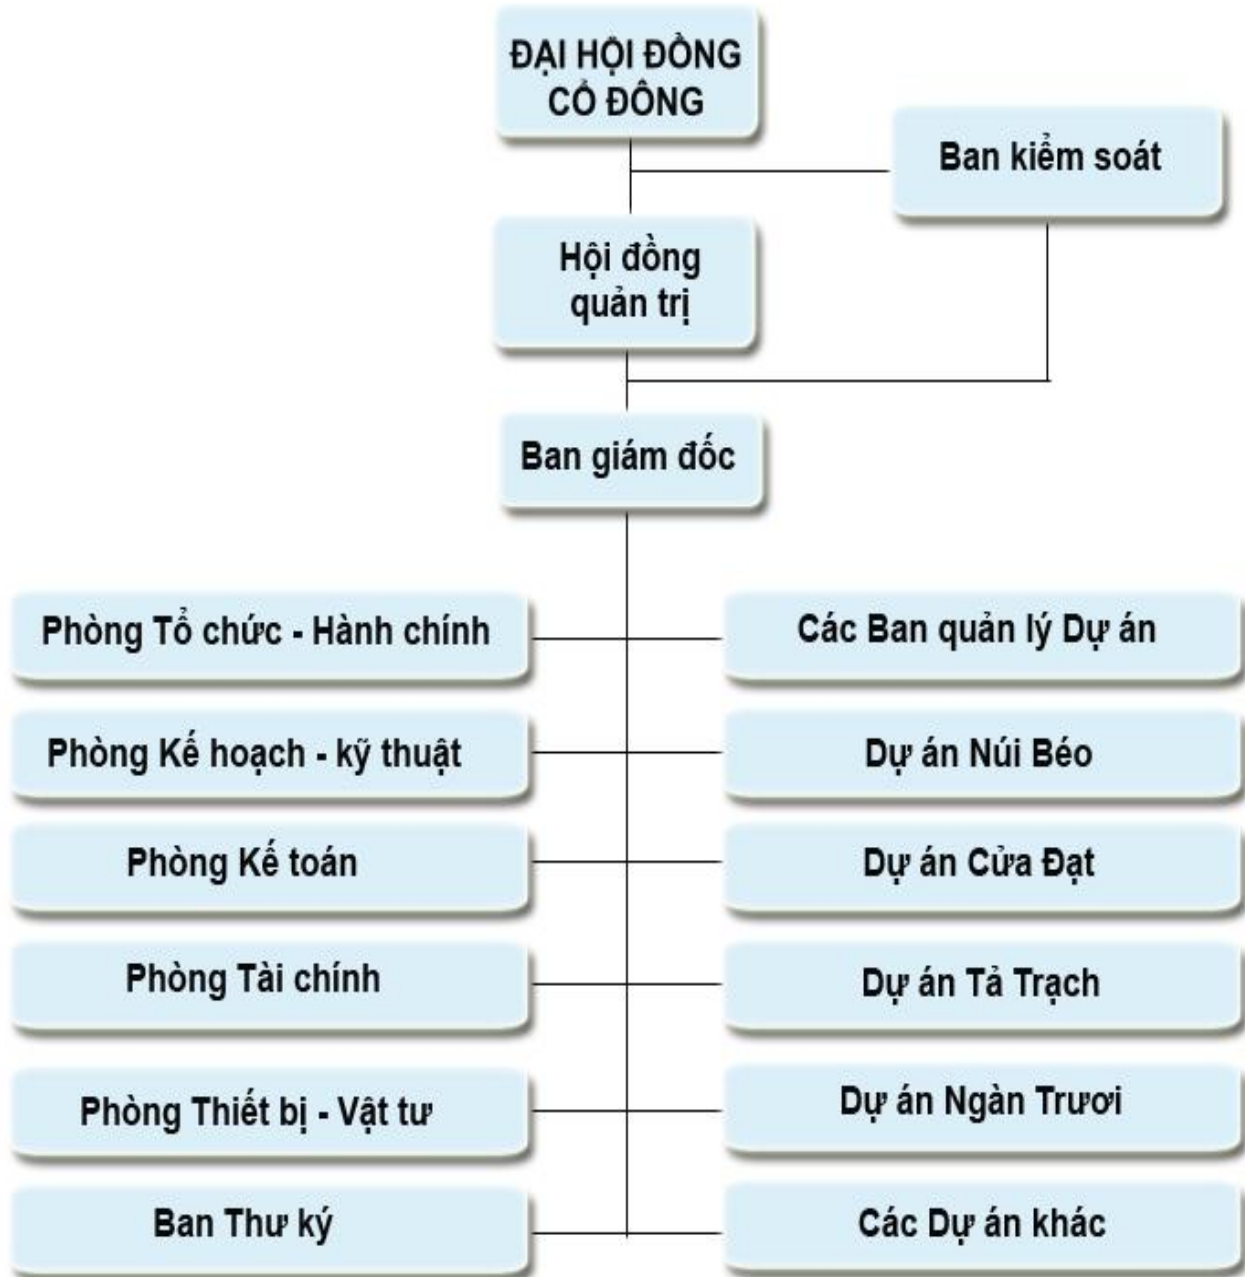 ĐẠI HỘI ĐỒNG
CỔ ĐÔNG
Ban kiểm soát
Hội đồng
quản trị
Ban giám đốc
Phòng Tổ chức - Hành chính
Các Ban quản lý Dự án
Phòng Kế hoạch - kỹ thuật
Dự án Núi Béo
Phòng Kế toán
Dự án Cửa Đạt
Phòng Tài chính
Dự án Tả Trạch
Phòng Thiết bị - Vật tư
Dự án Ngàn Trươi
Ban Thư ký
Các Dự án khác